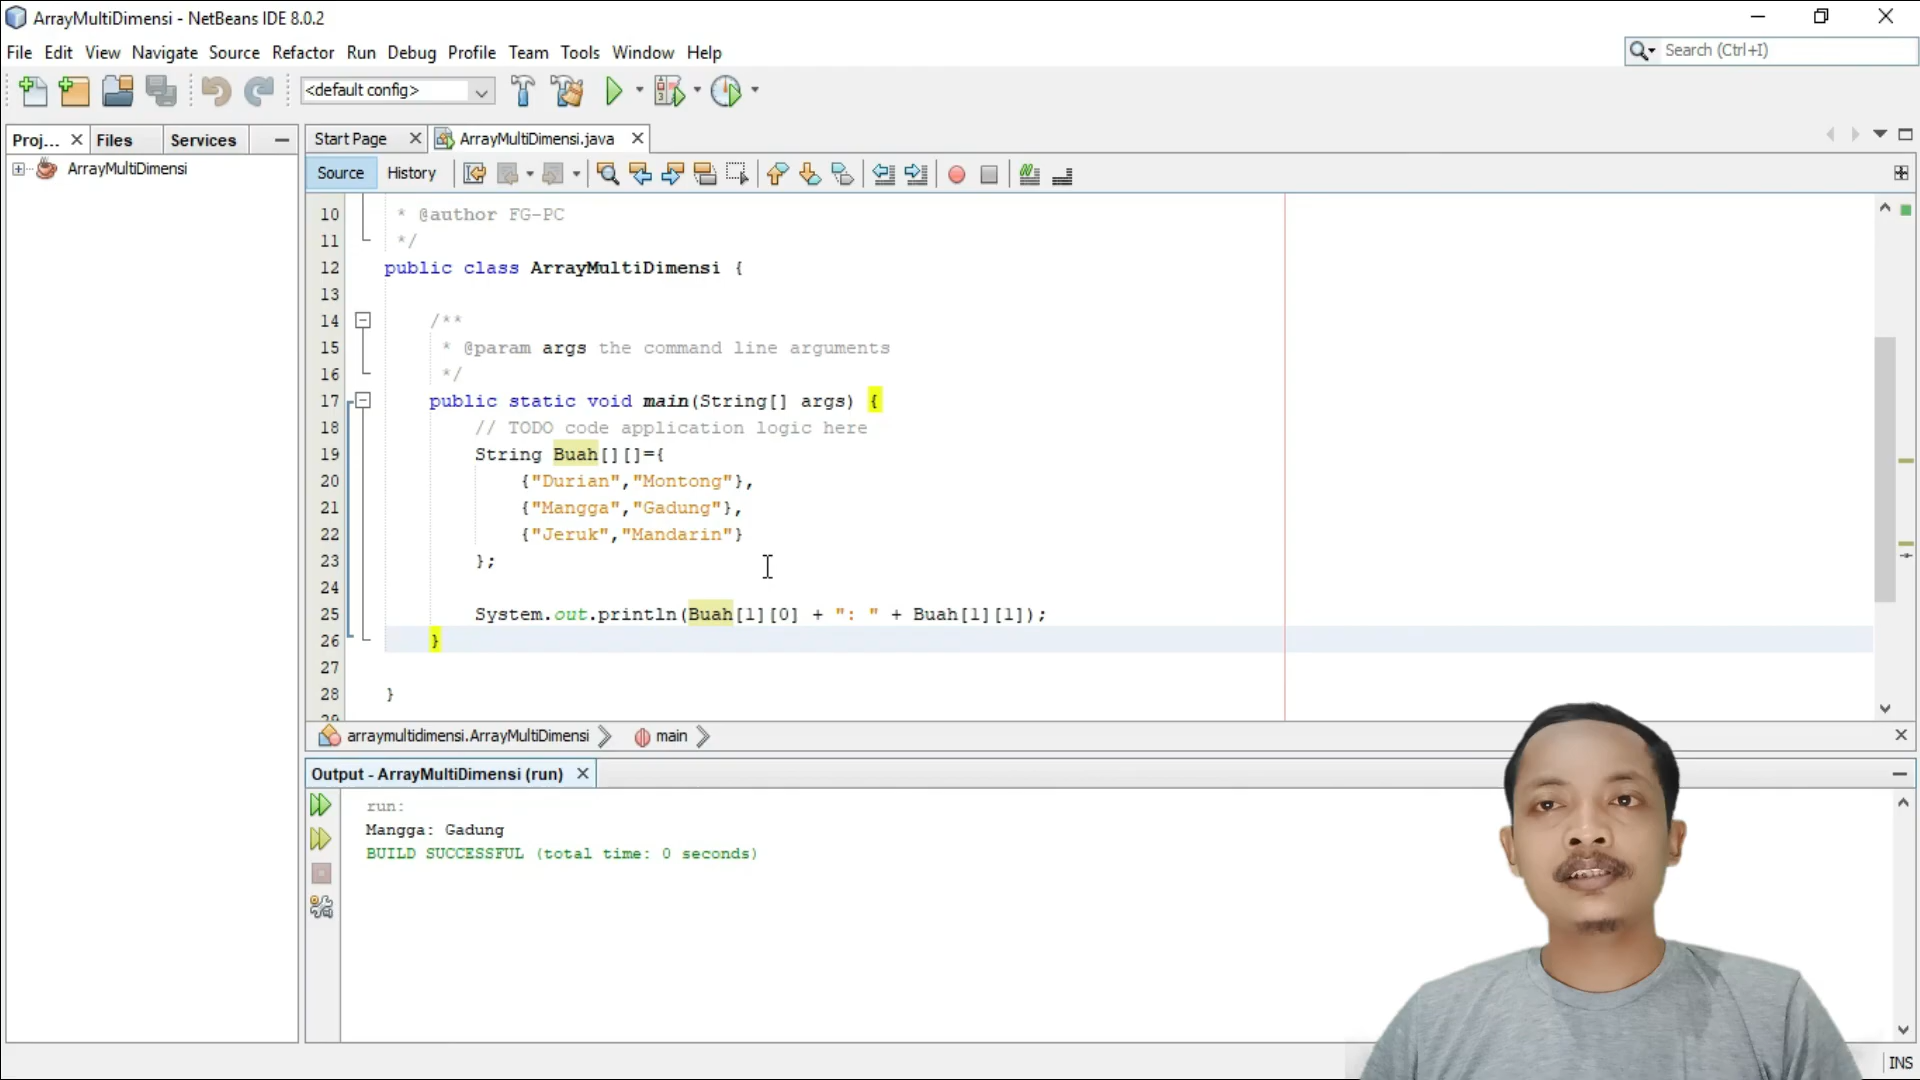 ArrayMultiDimensi - NetBeans IDE 8.0.2
File Edit View Navigate Source Refactor Run Debug Profile Team Tools Window Help
Search (Ctrl+I)
<default config>
Proj... Files Services
Start Page ArrayMultiDimensi.java
ArrayMultiDimensi
Source History
10 * @author FG-PC
11 */
12 public class ArrayMultiDimensi {
13
14 /**
15 * @param args the command line arguments
16 */
17 public static void main(String[] args) {
18 // TODO code application logic here
19 String Buah[][]={
20 {"Durian","Montong"},
21 {"Mangga","Gadung"},
22 {"Jeruk","Mandarin"}
23 };
24
25 System.out.println(Buah[1][0] + ": " + Buah[1][1]);
26 }
27
28 }
29
arraymultidimensi.ArrayMultiDimensi main
Output - ArrayMultiDimensi (run)
run:
Mangga: Gadung
BUILD SUCCESSFUL (total time: 0 seconds)
INS